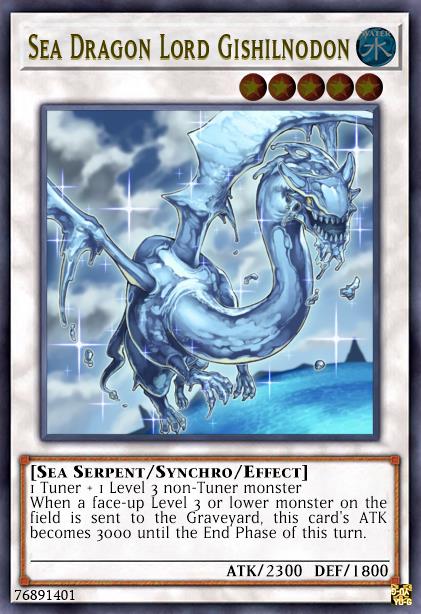 Sea Dragon Lord Gishilnodon
WATER
水
[Sea Serpent/Synchro/Effect]
1 Tuner + 1 Level 3 non-Tuner monster
When a face-up Level 3 or lower monster on the
field is sent to the Graveyard, this card's ATK
becomes 3000 until the End Phase of this turn.
ATK/2300 DEF/1800
76891401